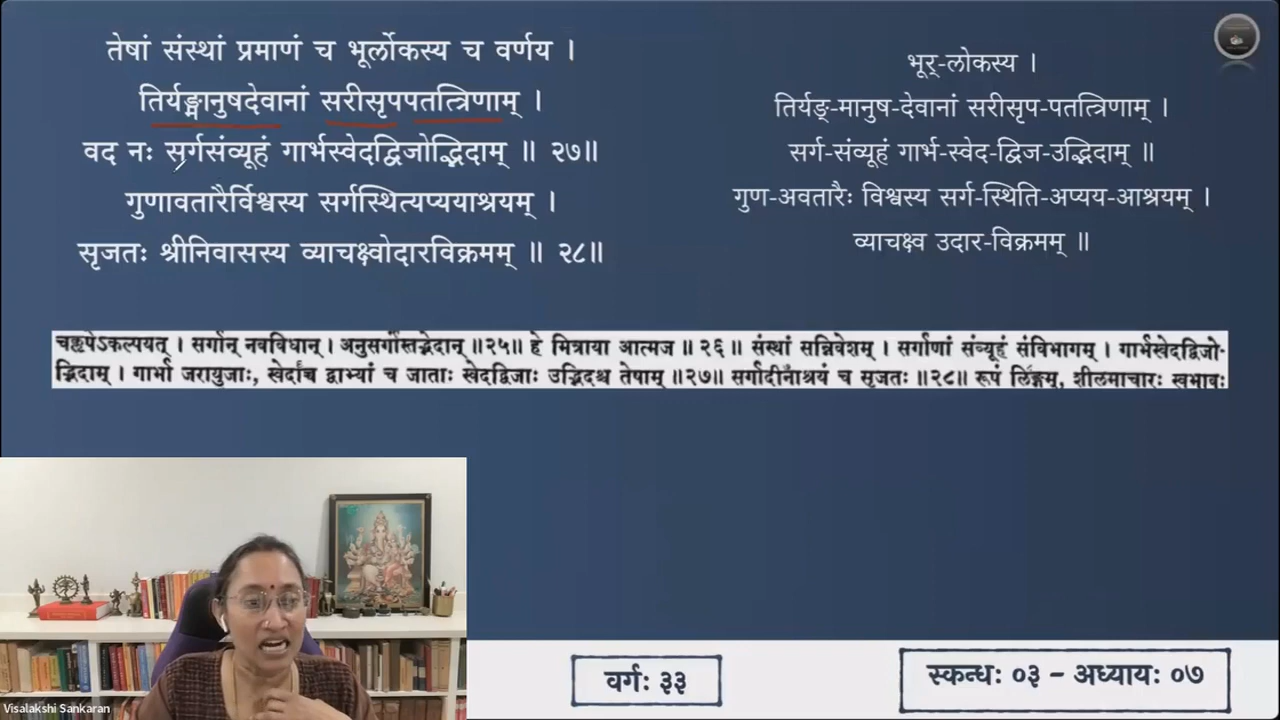 तेषां संस्थां प्रमाणं च भूर्लोकस्य च वर्णय ।
तिर्यङ्मानुषदेवानां सरीसृपपतत्त्रिणाम् ।
वद नः सर्गसंव्यूहं गार्भस्वेदद्विजोद्भिदाम् ॥ २७॥
गुणावतारैर्विश्वस्य सर्गस्थित्यप्ययाश्रयम् ।
सृजतः श्रीनिवासस्य व्याचक्ष्वोदारविक्रमम् ॥ २८॥
भूर्-लोकस्य ।
तिर्यङ्-मानुष-देवानां सरीसृप-पतत्त्रिणाम् ।
सर्ग-संव्यूहं गार्भ-स्वेद-द्विज-उद्भिदाम् ॥
गुण-अवतारैः विश्वस्य सर्ग-स्थिति-अप्यय-आश्रयम् ।
व्याचक्ष्व उदार-विक्रमम् ॥
चक्लृपेऽकल्पयत् । सर्गान् नवविधान् । अनुसर्गांस्तद्भेदान् ॥२५॥ हे मित्राया आत्मज ॥ २६ ॥ संस्थां सन्निवेशम् । सर्गाणां संव्यूहं संविभागम् । गार्भस्वेदद्विजो-
द्भिदाम् । गार्भा जरायुजाः, स्वेदाच्च द्वाभ्यां च जाताः स्वेदद्विजाः उद्भिदश्च तेषाम् ॥२७॥ सर्गादीनाश्रयं च सृजतः ॥२८॥ रूपं लिङ्गम्, शीलमाचारः स्वभावः
Visalakshi Sankaran
वर्गः ३३
स्कन्धः ०३ – अध्यायः ०७